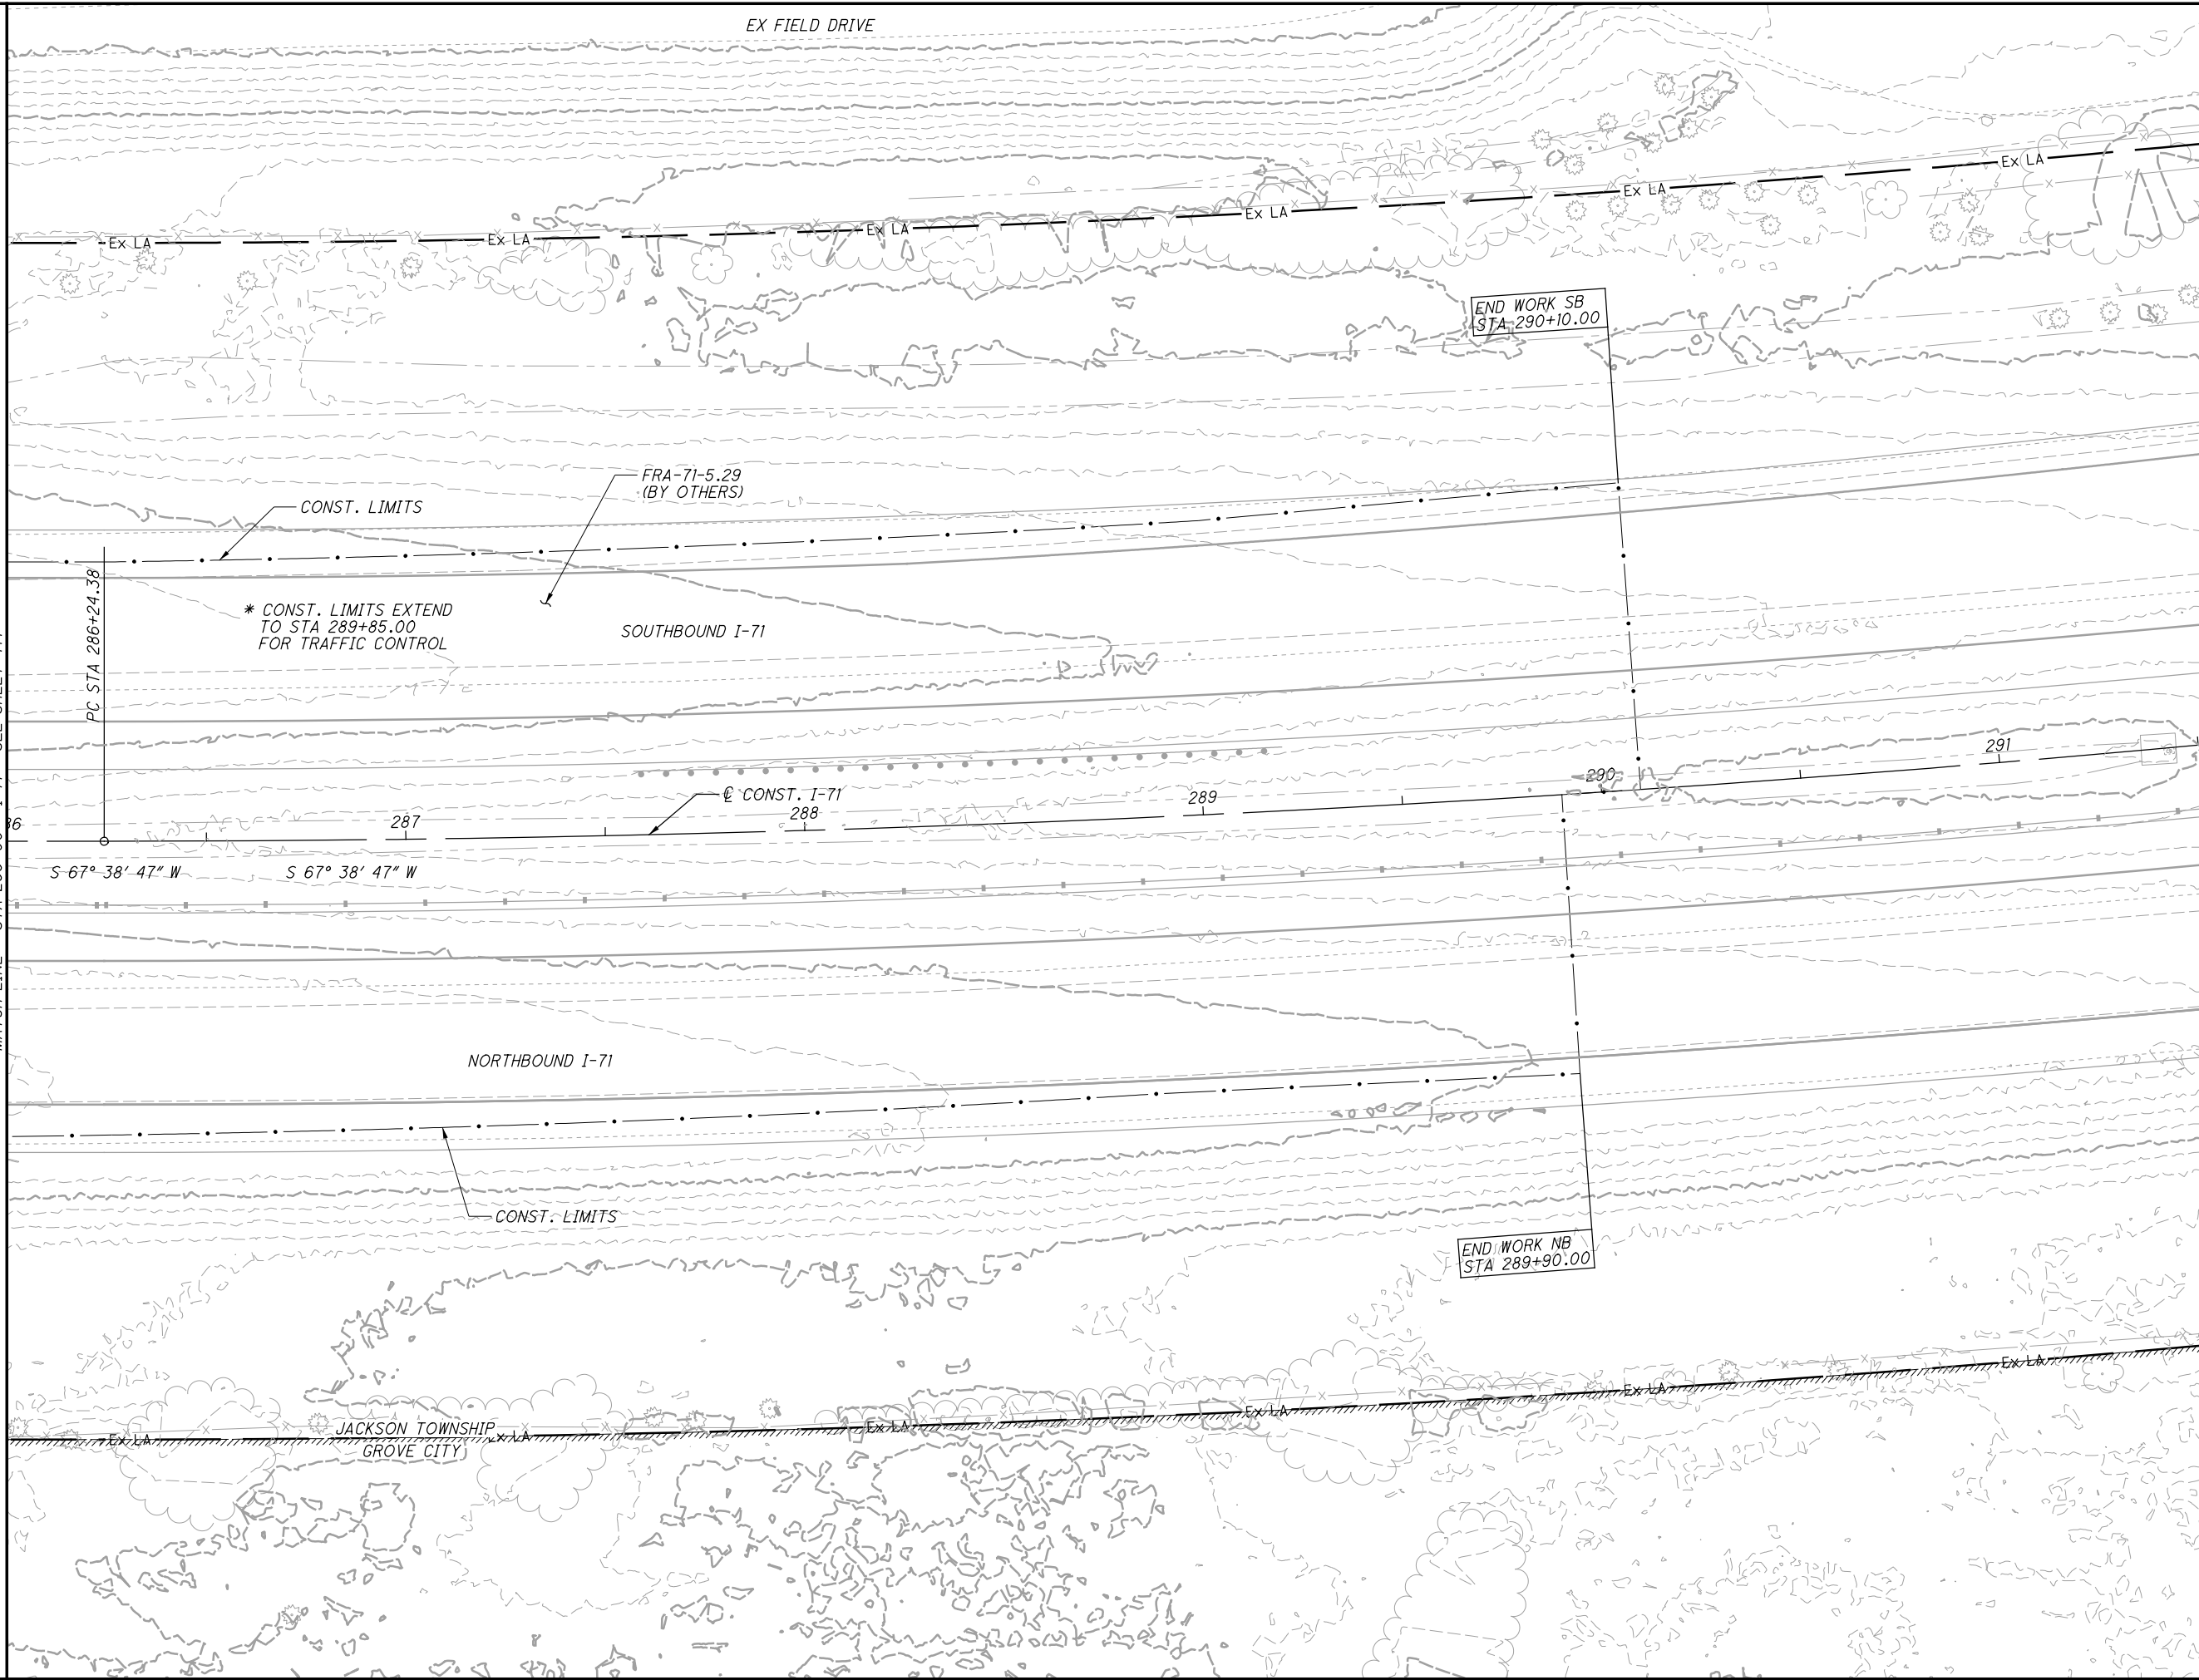 EX FIELD DRIVE
Ex LA
Ex LA
Ex LA
Ex LA
Ex LA
Ex LA
END WORK SB
STA 290+10.00
FRA-71-5.29
(BY OTHERS)
CONST. LIMITS
PC STA 286+24.38
* CONST. LIMITS EXTEND
TO STA 289+85.00
FOR TRAFFIC CONTROL
SOUTHBOUND I-71
℄ CONST. I-71
287
288
289
290
291
S 67° 38' 47" W
S 67° 38' 47" W
NORTHBOUND I-71
CONST. LIMITS
END WORK NB
STA 289+90.00
JACKSON TOWNSHIP
GROVE CITY
Ex LA
Ex LA
Ex LA
Ex LA
Ex LA
Ex LA